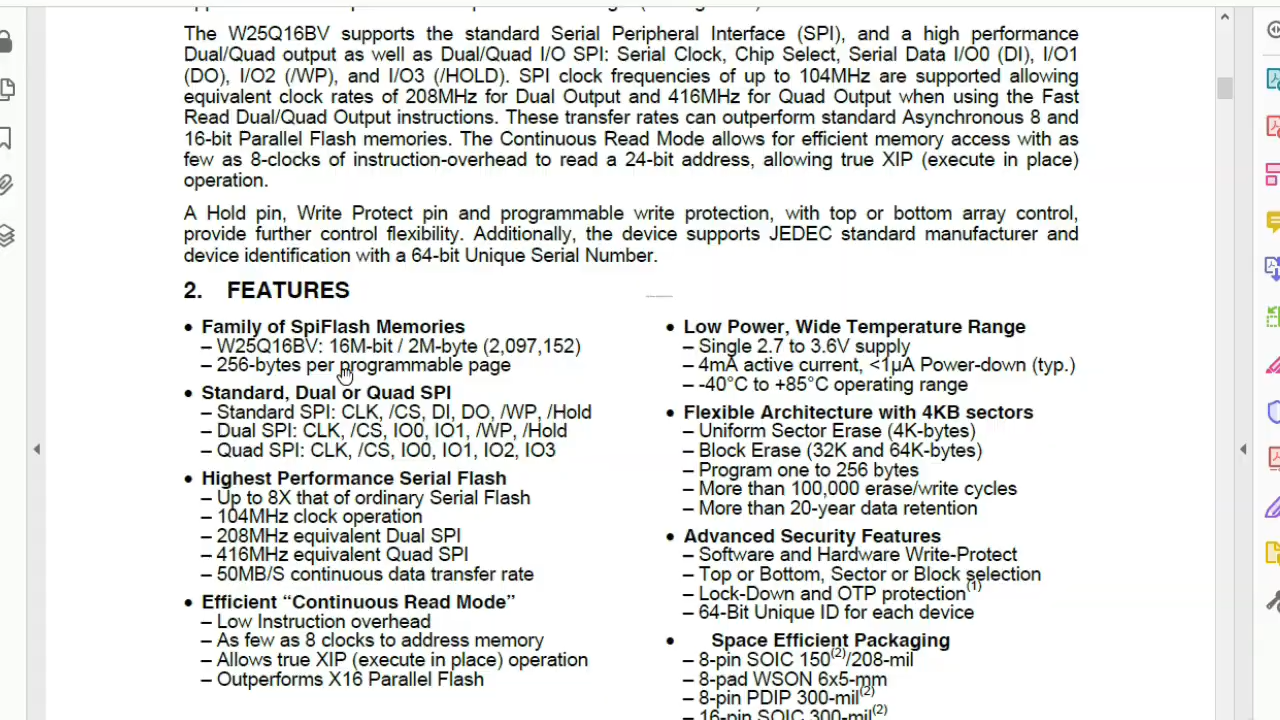 The W25Q16BV supports the standard Serial Peripheral Interface (SPI), and a high performance
Dual/Quad output as well as Dual/Quad I/O SPI: Serial Clock, Chip Select, Serial Data I/O0 (DI), I/O1
(DO), I/O2 (/WP), and I/O3 (/HOLD). SPI clock frequencies of up to 104MHz are supported allowing
equivalent clock rates of 208MHz for Dual Output and 416MHz for Quad Output when using the Fast
Read Dual/Quad Output instructions. These transfer rates can outperform standard Asynchronous 8 and
16-bit Parallel Flash memories. The Continuous Read Mode allows for efficient memory access with as
few as 8-clocks of instruction-overhead to read a 24-bit address, allowing true XIP (execute in place)
operation.
A Hold pin, Write Protect pin and programmable write protection, with top or bottom array control,
provide further control flexibility. Additionally, the device supports JEDEC standard manufacturer and
device identification with a 64-bit Unique Serial Number.
2. FEATURES
• Family of SpiFlash Memories
– W25Q16BV: 16M-bit / 2M-byte (2,097,152)
– 256-bytes per programmable page
• Standard, Dual or Quad SPI
– Standard SPI: CLK, /CS, DI, DO, /WP, /Hold
– Dual SPI: CLK, /CS, IO0, IO1, /WP, /Hold
– Quad SPI: CLK, /CS, IO0, IO1, IO2, IO3
• Highest Performance Serial Flash
– Up to 8X that of ordinary Serial Flash
– 104MHz clock operation
– 208MHz equivalent Dual SPI
– 416MHz equivalent Quad SPI
– 50MB/S continuous data transfer rate
• Efficient “Continuous Read Mode”
– Low Instruction overhead
– As few as 8 clocks to address memory
– Allows true XIP (execute in place) operation
– Outperforms X16 Parallel Flash
• Low Power, Wide Temperature Range
– Single 2.7 to 3.6V supply
– 4mA active current, <1µA Power-down (typ.)
– -40°C to +85°C operating range
• Flexible Architecture with 4KB sectors
– Uniform Sector Erase (4K-bytes)
– Block Erase (32K and 64K-bytes)
– Program one to 256 bytes
– More than 100,000 erase/write cycles
– More than 20-year data retention
• Advanced Security Features
– Software and Hardware Write-Protect
– Top or Bottom, Sector or Block selection
– Lock-Down and OTP protection(1)
– 64-Bit Unique ID for each device
• Space Efficient Packaging
– 8-pin SOIC 150(2)/208-mil
– 8-pad WSON 6x5-mm
– 8-pin PDIP 300-mil(2)
– 16-pin SOIC 300-mil(2)